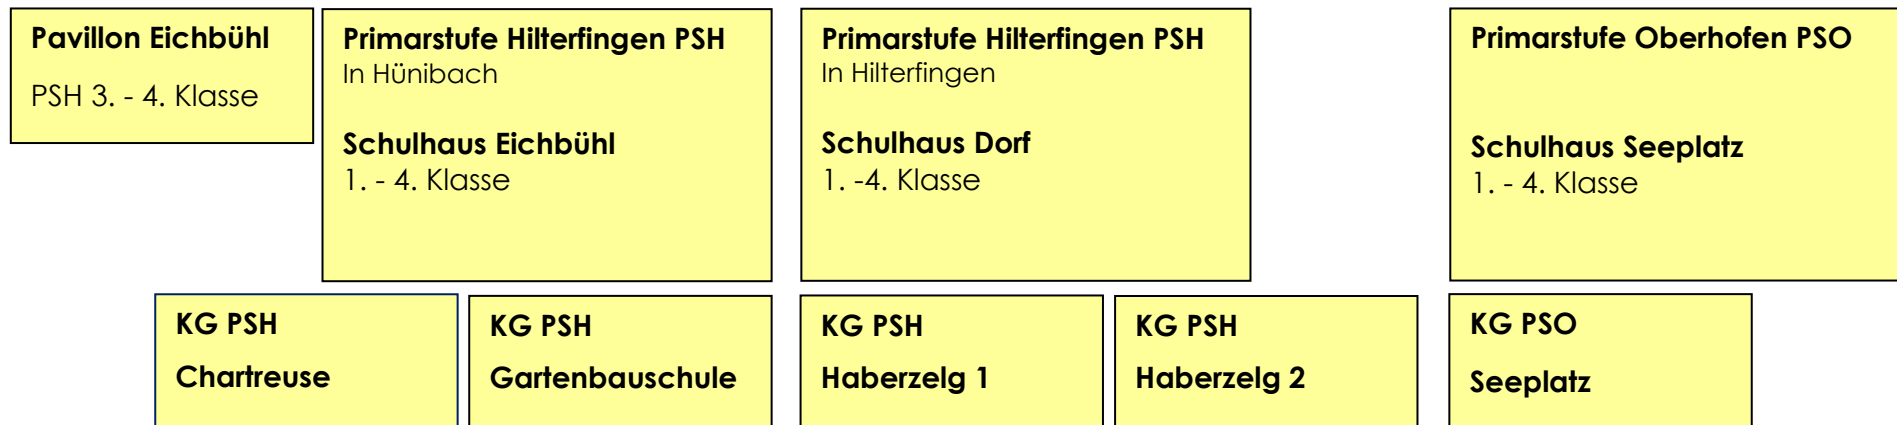 Pavillon Eichbühl
PSH 3. - 4. Klasse
Primarstufe Hilterfingen PSH
In Hünibach
Schulhaus Eichbühl
1. - 4. Klasse
Primarstufe Hilterfingen PSH
In Hilterfingen
Schulhaus Dorf
1. -4. Klasse
Primarstufe Oberhofen PSO
Schulhaus Seeplatz
1. - 4. Klasse
KG PSH
Chartreuse
KG PSH
Gartenbauschule
KG PSH
Haberzelg 1
KG PSH
Haberzelg 2
KG PSO
Seeplatz